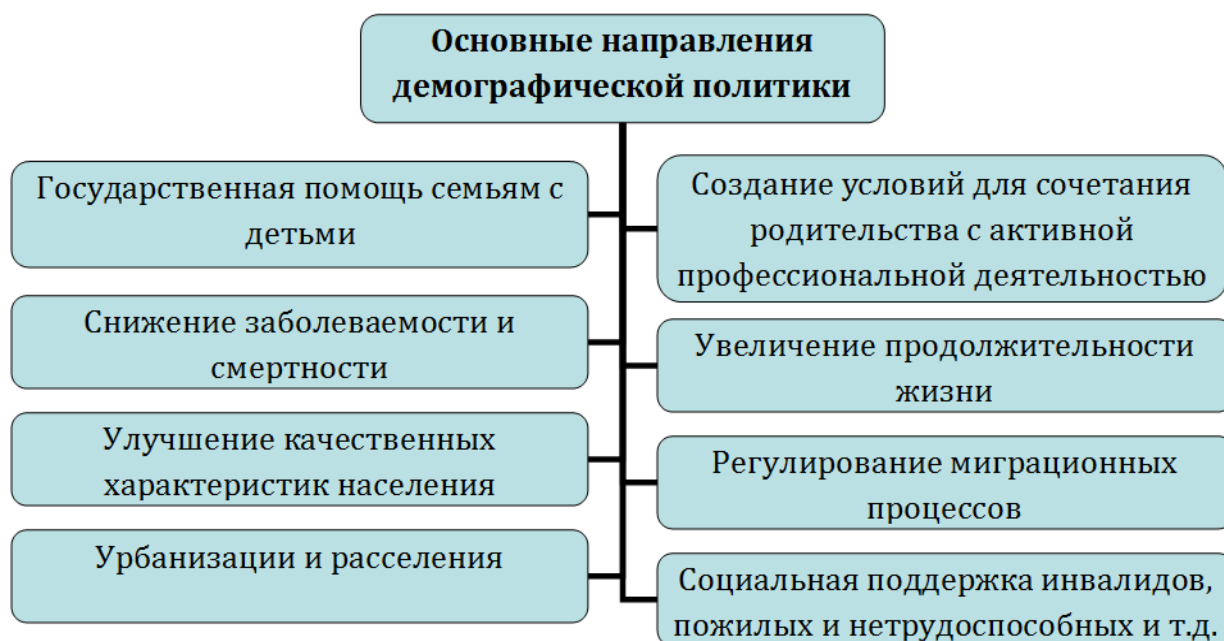 Основные направления
демографической политики
Государственная помощь семьям с
детьми
Создание условий для сочетания
родительства с активной
профессиональной деятельностью
Снижение заболеваемости и
смертности
Увеличение продолжительности
жизни
Улучшение качественных
характеристик населения
Регулирование миграционных
процессов
Урбанизации и расселения
Социальная поддержка инвалидов,
пожилых и нетрудоспособных и т.д.